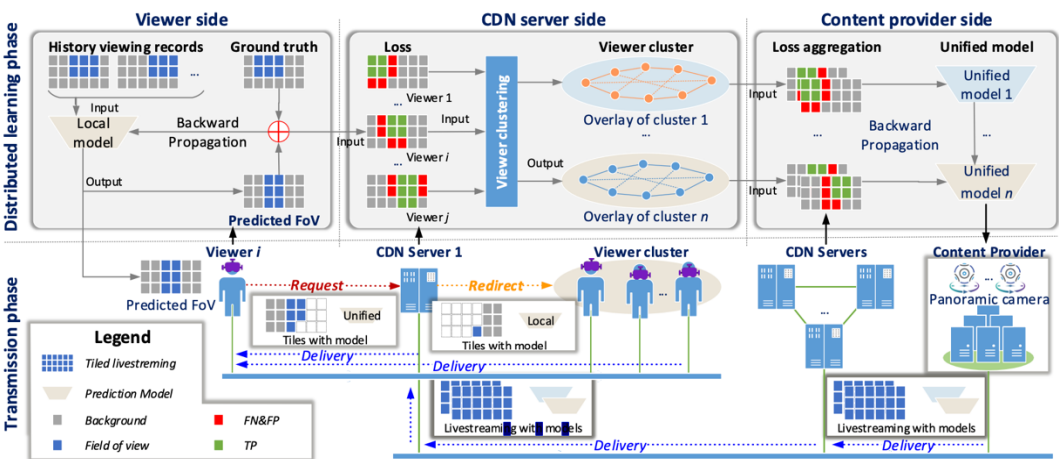 Viewer side
CDN server side
Content provider side
Distributed learning phase
History viewing records
Ground truth
...
Input
Local
model
Backward
Propagation
Output
Predicted FoV
Loss
...
Viewer 1
Input
Input
Viewer i
...
Viewer j
Viewer clustering
Output
Viewer cluster
Overlay of cluster 1
...
Overlay of cluster n
Loss aggregation
Unified model
Input
Unified
model 1
...
Backward
Propagation
...
Input
Unified
model n
Transmission phase
Predicted FoV
Viewer i
CDN Server 1
Viewer cluster
CDN Servers
Content Provider
Request
Redirect
...
Unified
Tiles with model
Local
Tiles with model
Delivery
Delivery
...
...
Panoramic camera
Legend
Tiled livestreming
Prediction Model
Background
FN&FP
Field of view
TP
Livestreaming with models
Livestreaming with models
Delivery
Delivery